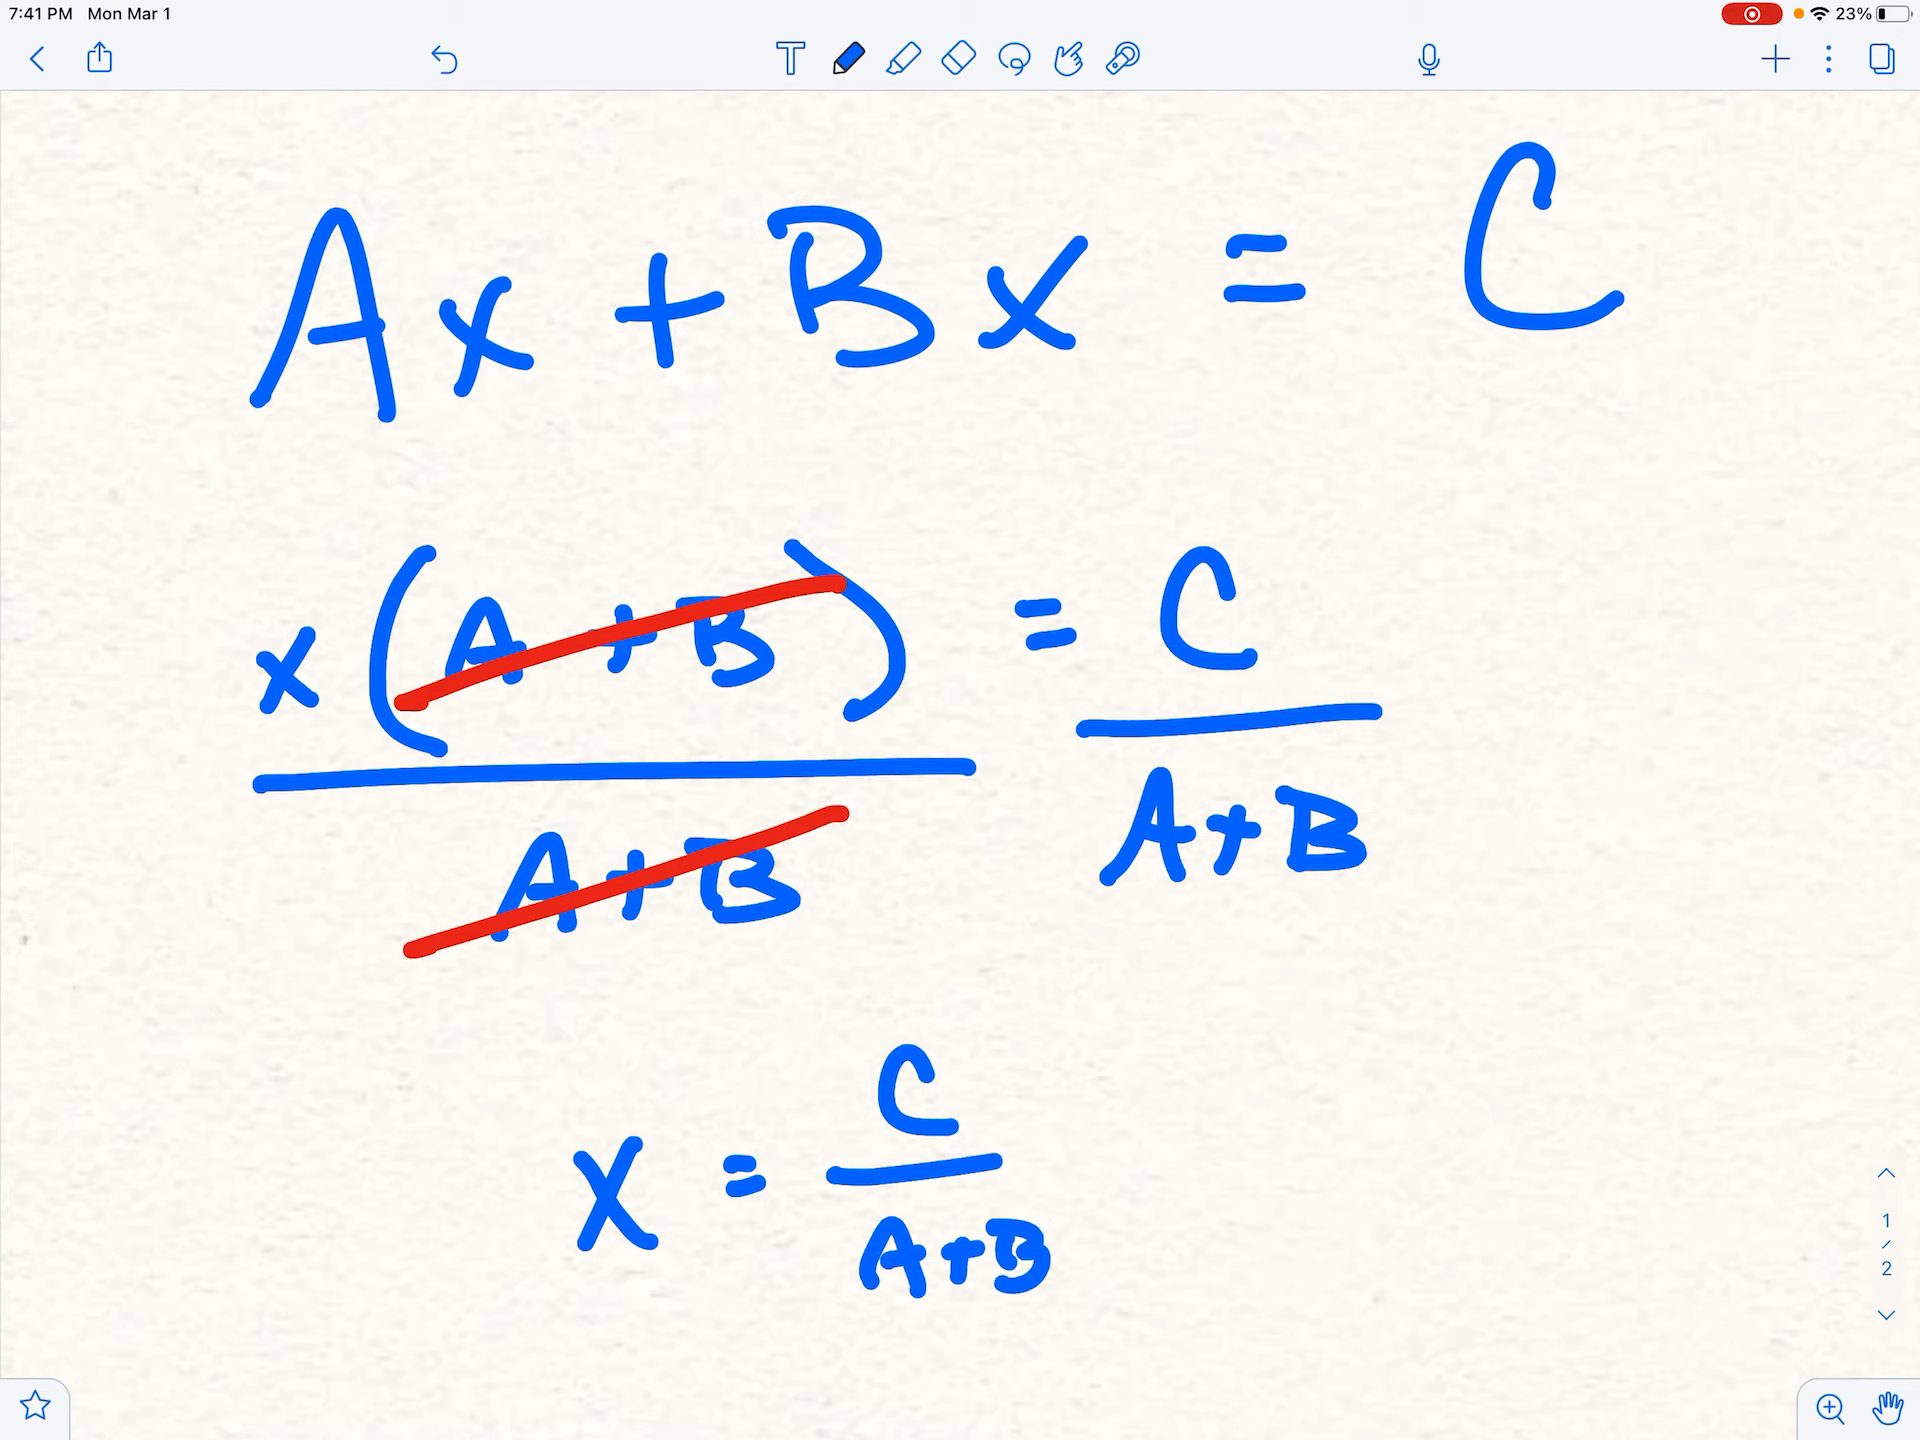 7:41 PM Mon Mar 1
23%
T
Ax + Bx = C
x(A+B) = C
A+B A+B
C
x =
A+B
1
/
2